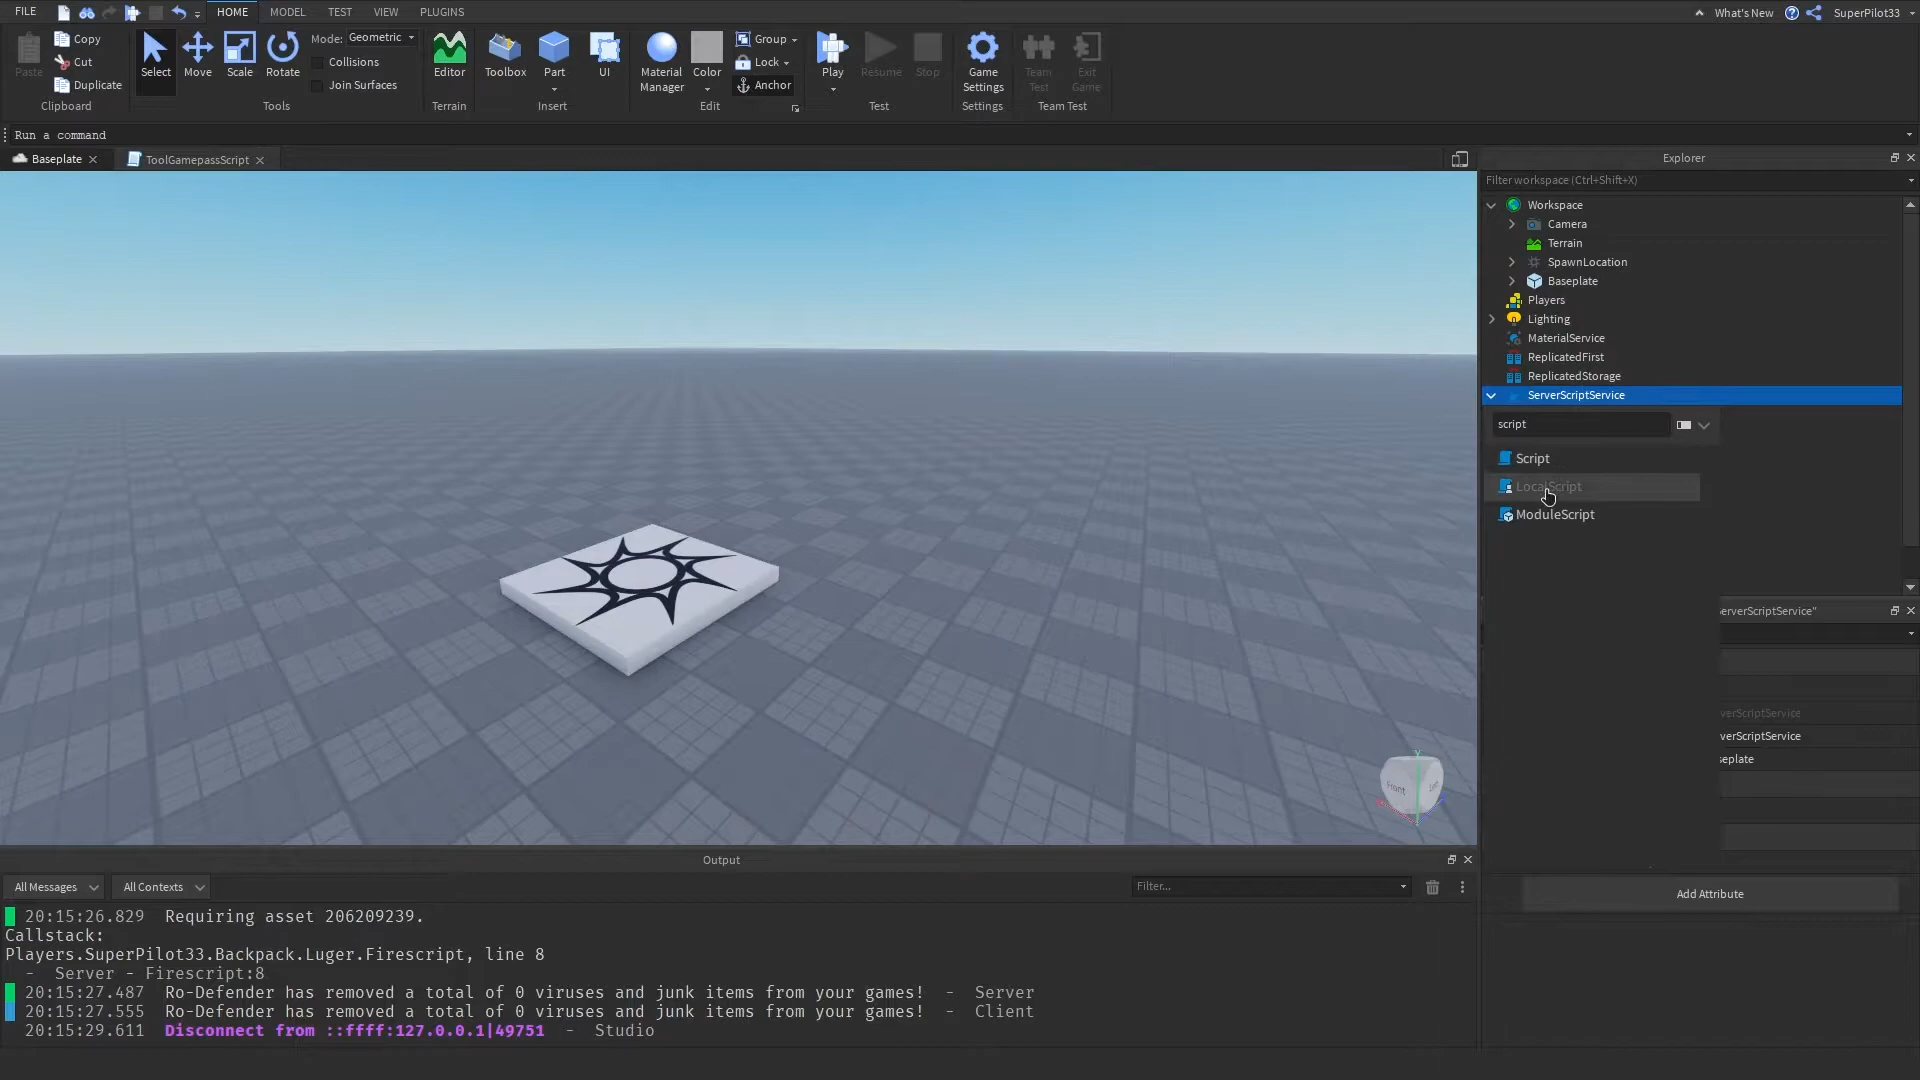 FILE HOME MODEL TEST VIEW PLUGINS What's New SuperPilot33
Paste Copy Cut Duplicate Clipboard
Select Move Scale Rotate Mode: Geometric Collisions Join Surfaces Tools
Editor Terrain
Toolbox Part UI Insert
Material Manager Color Group Lock Anchor Edit
Play Resume Stop Test
Game Settings Settings
Team Test Exit Game Team Test
Run a command
Baseplate ToolGamepassScript
Explorer
Filter workspace (Ctrl+Shift+X)
Workspace
Camera
Terrain
SpawnLocation
Baseplate
Players
Lighting
MaterialService
ReplicatedFirst
ReplicatedStorage
ServerScriptService
script
Script
LocalScript
ModuleScript
erverScriptService"
verScriptService
verScriptService
seplate
Add Attribute
Front
Y
Output
All Messages All Contexts Filter...
20:15:26.829 Requiring asset 206209239.
Callstack:
Players.SuperPilot33.Backpack.Luger.Firescript, line 8
- Server - Firescript:8
20:15:27.487 Ro-Defender has removed a total of 0 viruses and junk items from your games! - Server
20:15:27.555 Ro-Defender has removed a total of 0 viruses and junk items from your games! - Client
20:15:29.611 Disconnect from ::ffff:127.0.0.1|49751 - Studio